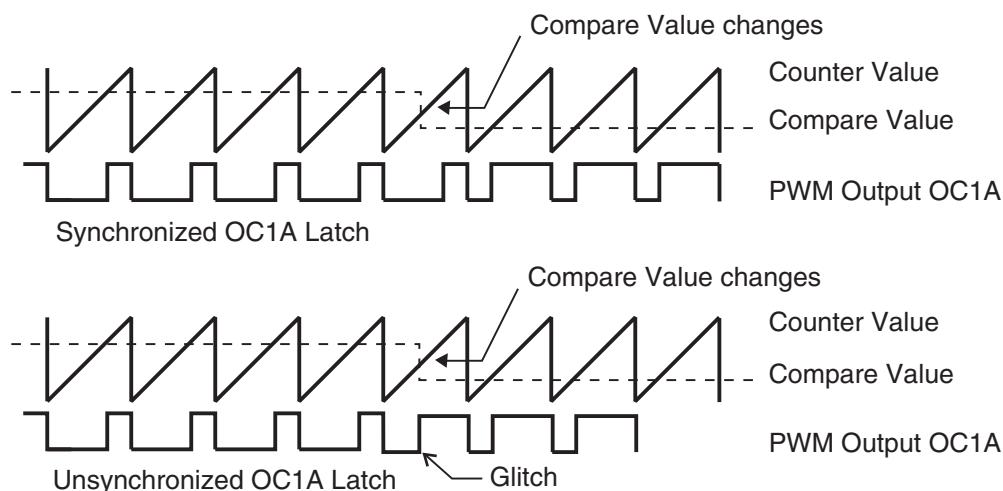 Compare Value changes
Counter Value
Compare Value
PWM Output OC1A
Synchronized OC1A Latch
Compare Value changes
Counter Value
Compare Value
PWM Output OC1A
Unsynchronized OC1A Latch
Glitch